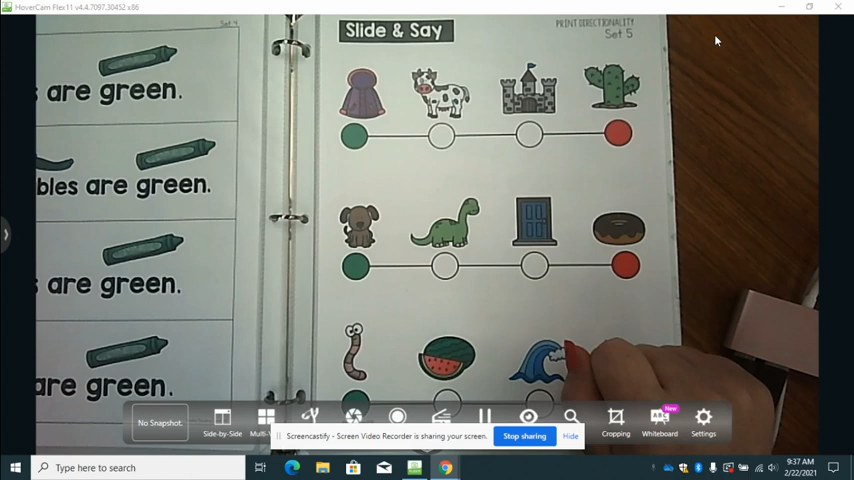 HoverCam Flex11 v4.4.7097.30452 x86
Set 4
Slide & Say
PRINT DIRECTIONALITY
Set 5
s are green.
bles are green.
s are green.
are green.
No Snapshot.
Side-by-Side
Multi-
New
ABC
Cropping
Whiteboard
Settings
Screencastify - Screen Video Recorder is sharing your screen.
Stop sharing
Hide
Type here to search
9:37 AM
2/22/2021